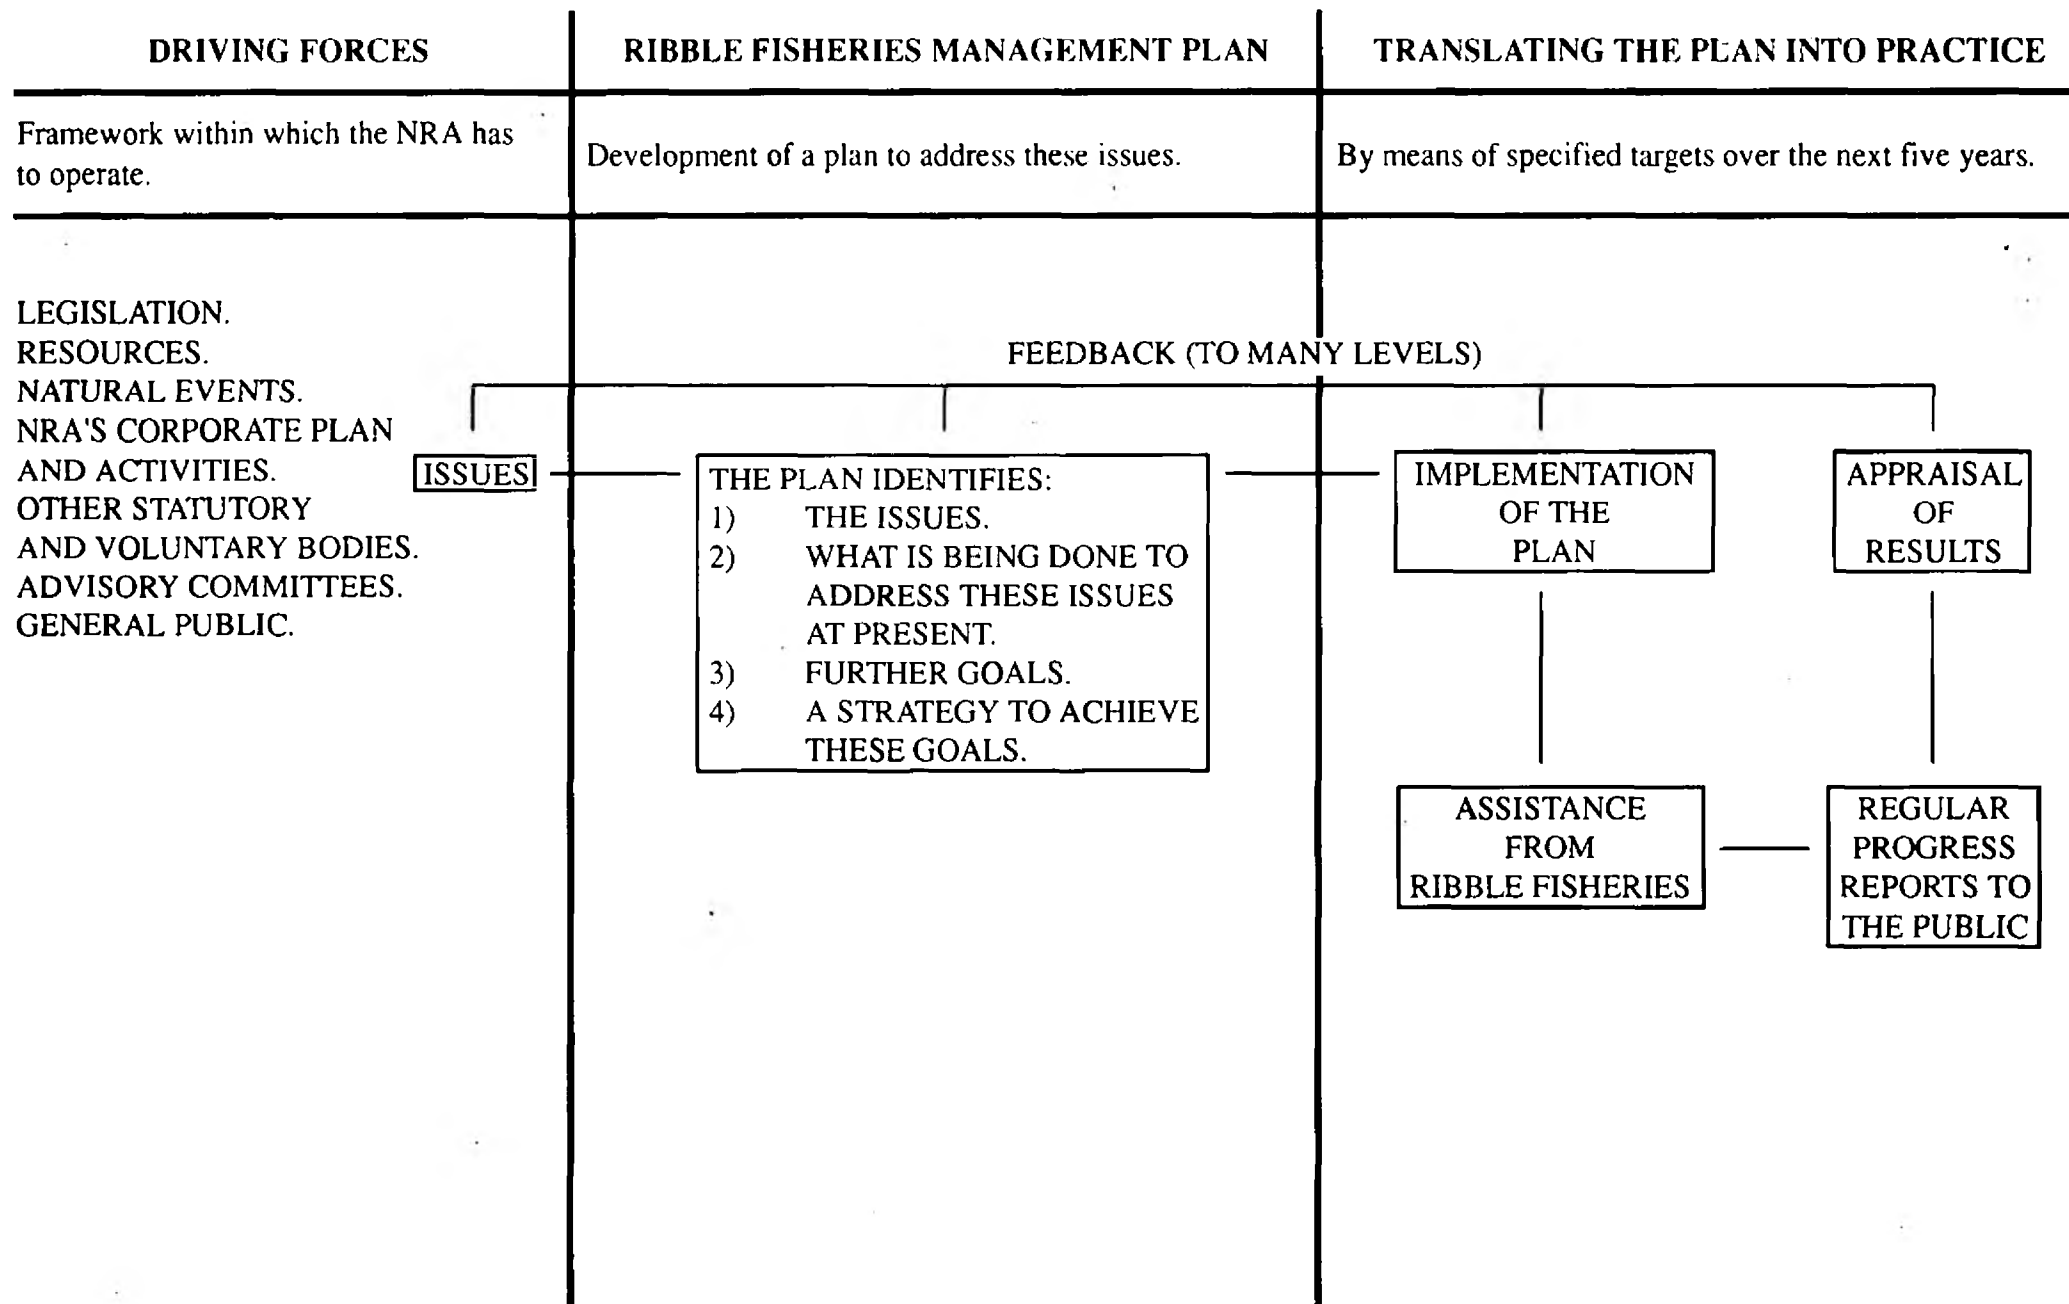 DRIVING FORCES
RIBBLE FISHERIES MANAGEMENT PLAN
TRANSLATING THE PLAN INTO PRACTICE
Framework within which the NRA has
to operate.
Development of a plan to address these issues.
By means of specified targets over the next five years.
LEGISLATION.
RESOURCES.
NATURAL EVENTS.
NRA'S CORPORATE PLAN
AND ACTIVITIES.
OTHER STATUTORY
AND VOLUNTARY BODIES.
ADVISORY COMMITTEES.
GENERAL PUBLIC.
FEEDBACK (TO MANY LEVELS)
ISSUES
THE PLAN IDENTIFIES:
1) THE ISSUES.
2) WHAT IS BEING DONE TO
ADDRESS THESE ISSUES
AT PRESENT.
3) FURTHER GOALS.
4) A STRATEGY TO ACHIEVE
THESE GOALS.
IMPLEMENTATION
OF THE
PLAN
APPRAISAL
OF
RESULTS
ASSISTANCE
FROM
RIBBLE FISHERIES
REGULAR
PROGRESS
REPORTS TO
THE PUBLIC